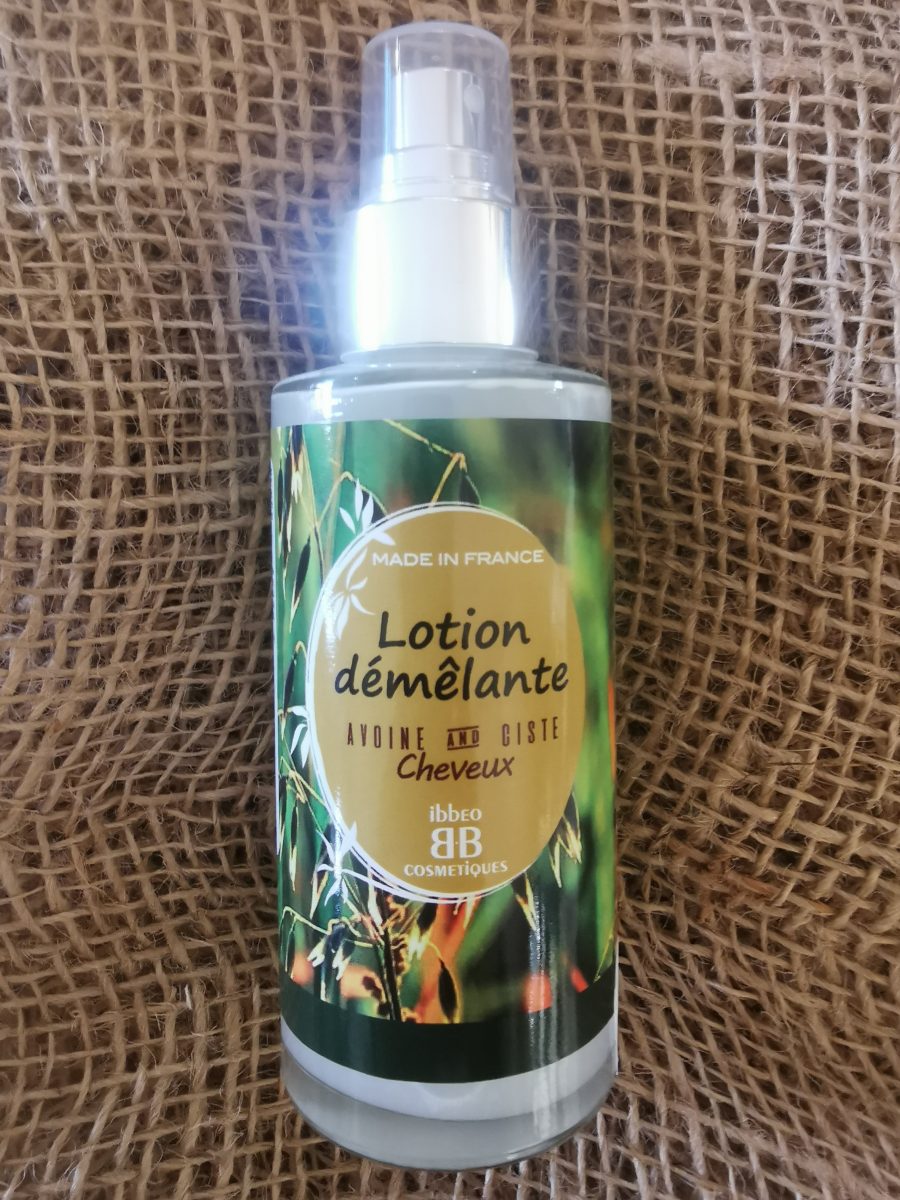 MADE IN FRANCE
Lotion
démêlante
AVOINE AND CISTE
Cheveux
ibbeo
BB
COSMETiQUES